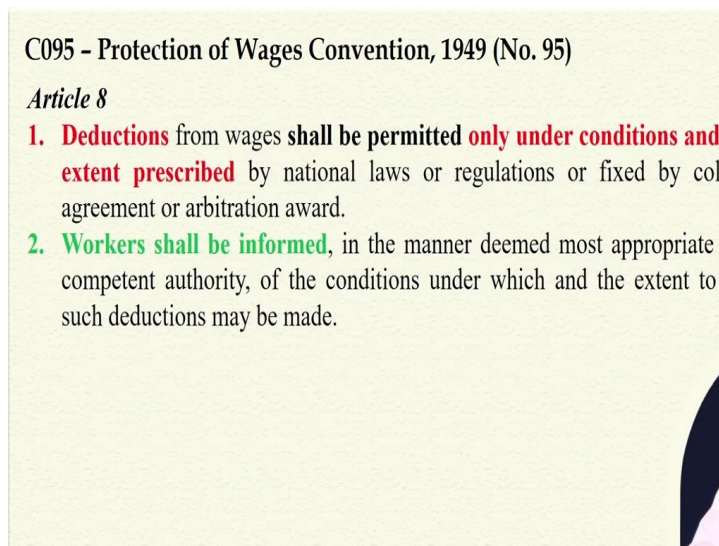 C095 – Protection of Wages Convention, 1949 (No. 95)
Article 8
1. Deductions from wages shall be permitted only under conditions and
extent prescribed by national laws or regulations or fixed by col
agreement or arbitration award.
2. Workers shall be informed, in the manner deemed most appropriate
competent authority, of the conditions under which and the extent to
such deductions may be made.